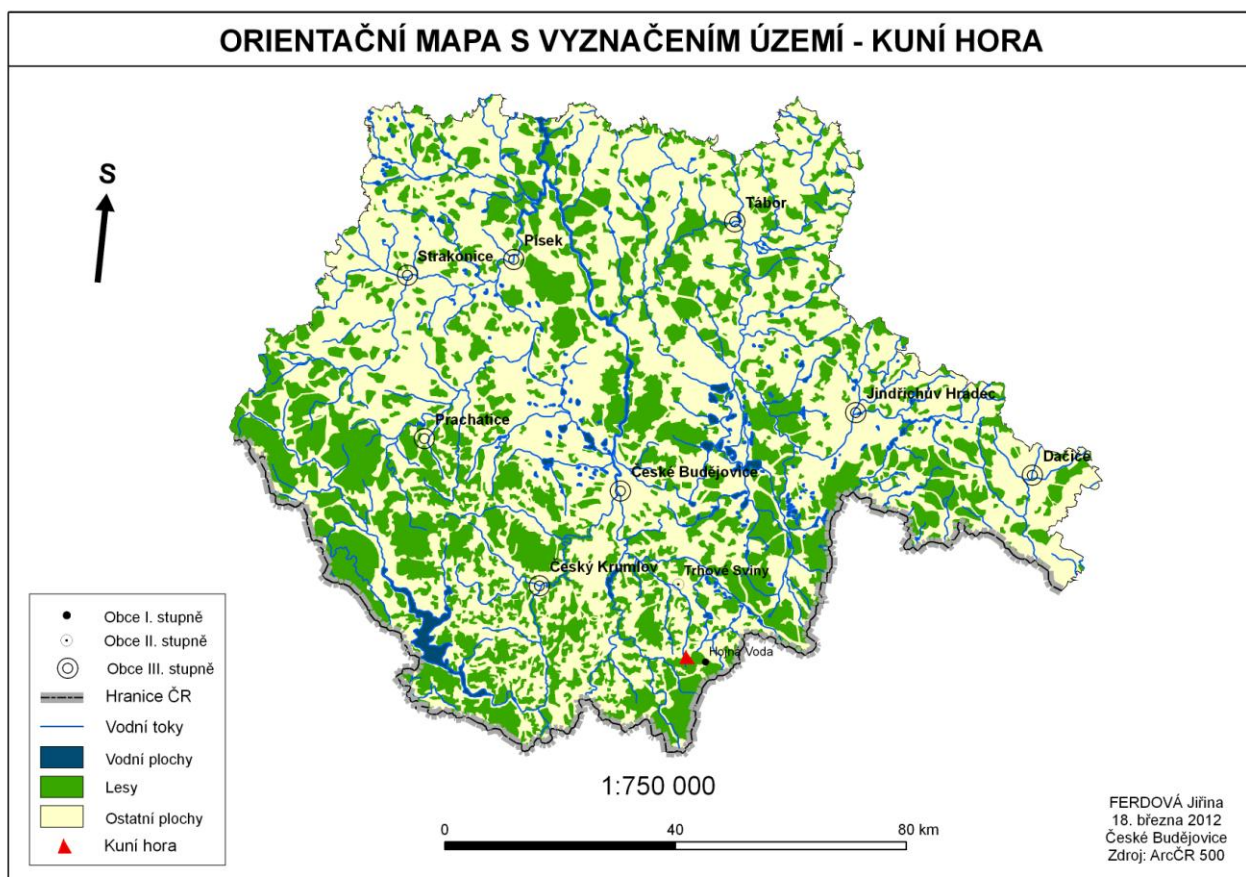 ORIENTAČNÍ MAPA S VYZNAČENÍM ÚZEMÍ - KUNÍ HORA
S
Tábor
Písek
Strakonice
Jindřichův Hradec
Prachatice
Dačice
České Budějovice
Český Krumlov
Trhové Sviny
Hojná Voda
Obce I. stupně
Obce II. stupně
Obce III. stupně
Hranice ČR
Vodní toky
Vodní plochy
Lesy
Ostatní plochy
Kuní hora
1:750 000
0 40 80 km
FERDOVÁ Jiřina
18. března 2012
České Budějovice
Zdroj: ArcČR 500